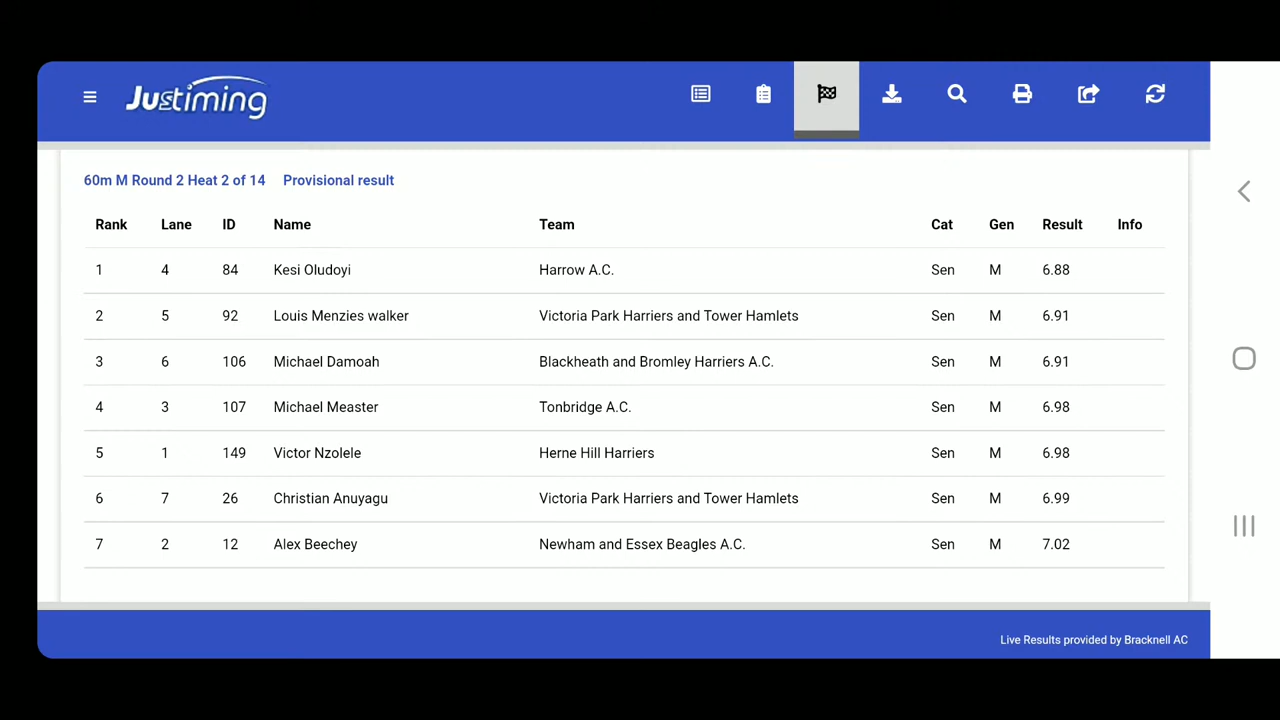 Justiming
60m M Round 2 Heat 2 of 14 Provisional result
Rank Lane ID Name Team Cat Gen Result Info
1 4 84 Kesi Oludoyi Harrow A.C. Sen M 6.88
2 5 92 Louis Menzies walker Victoria Park Harriers and Tower Hamlets Sen M 6.91
3 6 106 Michael Damoah Blackheath and Bromley Harriers A.C. Sen M 6.91
4 3 107 Michael Measter Tonbridge A.C. Sen M 6.98
5 1 149 Victor Nzolele Herne Hill Harriers Sen M 6.98
6 7 26 Christian Anuyagu Victoria Park Harriers and Tower Hamlets Sen M 6.99
7 2 12 Alex Beechey Newham and Essex Beagles A.C. Sen M 7.02
Live Results provided by Bracknell AC